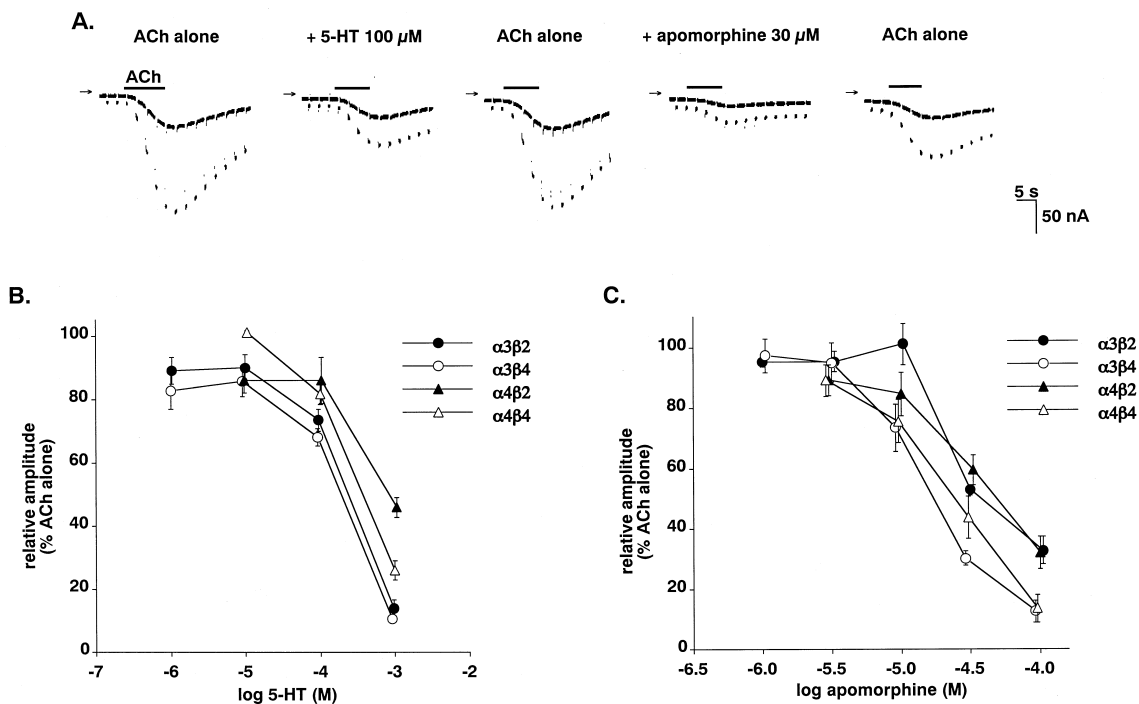 A.
ACh alone
+ 5-HT 100 µM
ACh alone
+ apomorphine 30 µM
ACh alone
ACh
5 s
50 nA
B.
relative amplitude
(% ACh alone)
100
80
60
40
20
0
-7
-6
-5
-4
-3
-2
log 5-HT (M)
α3β2
α3β4
α4β2
α4β4
C.
relative amplitude
(% ACh alone)
100
80
60
40
20
0
-6.5
-6.0
-5.5
-5.0
-4.5
-4.0
log apomorphine (M)
α3β2
α3β4
α4β2
α4β4